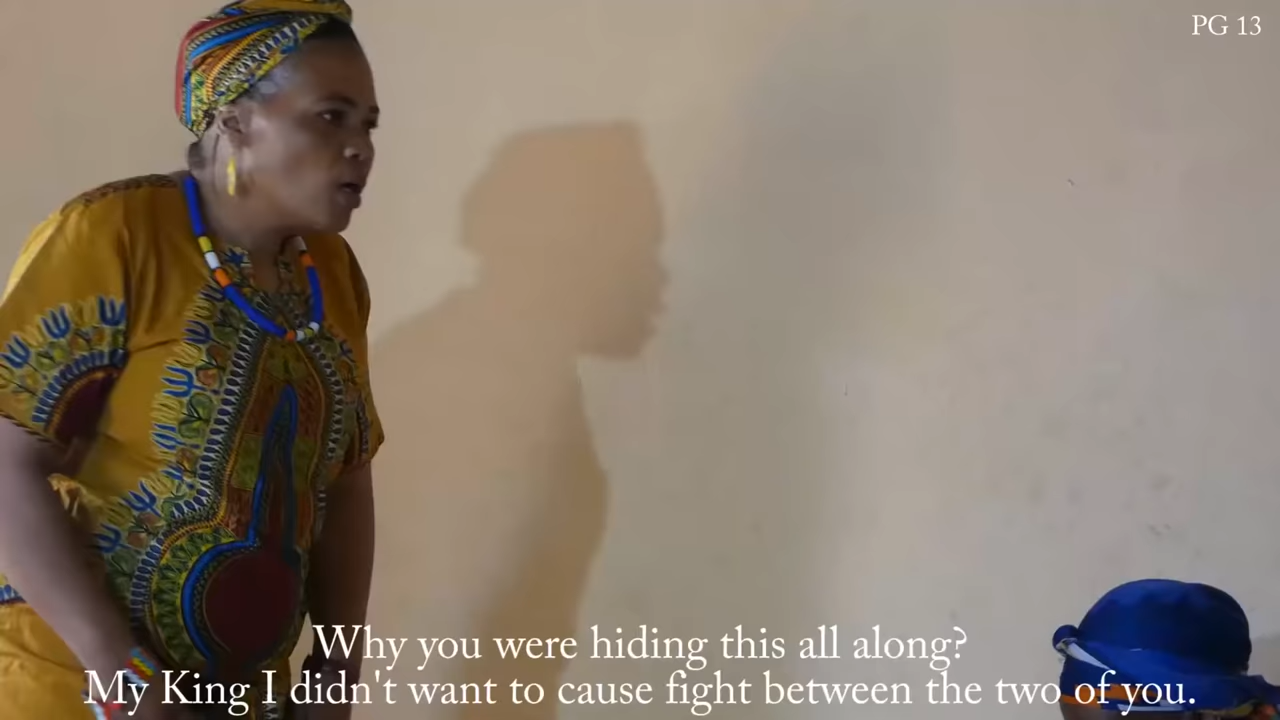 PG 13
Why you were hiding this all along?
My King I didn't want to cause fight between the two of you.